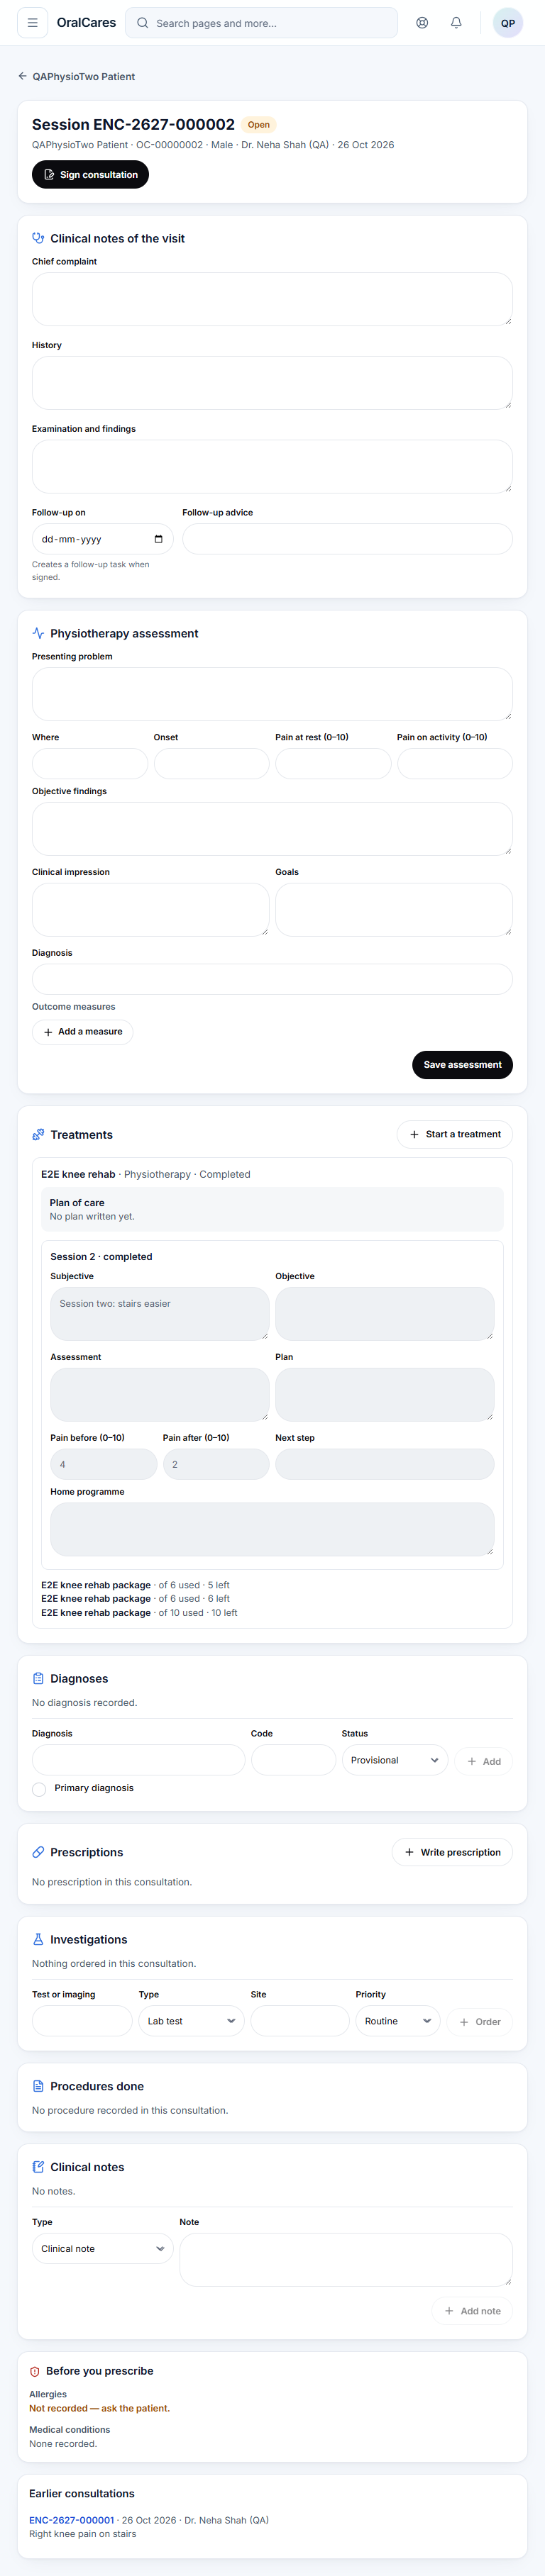 OralCares
Search pages and more...
QP
QAPhysioTwo Patient
Session ENC-2627-000002 Open
QAPhysioTwo Patient · OC-00000002 · Male · Dr. Neha Shah (QA) · 26 Oct 2026
Sign consultation
Clinical notes of the visit
Chief complaint
History
Examination and findings
Follow-up on Follow-up advice
dd-mm-yyyy
Creates a follow-up task when
signed.
Physiotherapy assessment
Presenting problem
Where Onset Pain at rest (0–10) Pain on activity (0–10)
Objective findings
Clinical impression Goals
Diagnosis
Outcome measures
Add a measure
Save assessment
Treatments Start a treatment
E2E knee rehab · Physiotherapy · Completed
Plan of care
No plan written yet.
Session 2 · completed
Subjective Objective
Session two: stairs easier
Assessment Plan
Pain before (0–10) Pain after (0–10) Next step
4 2
Home programme
E2E knee rehab package · of 6 used · 5 left
E2E knee rehab package · of 6 used · 6 left
E2E knee rehab package · of 10 used · 10 left
Diagnoses
No diagnosis recorded.
Diagnosis Code Status
Provisional Add
Primary diagnosis
Prescriptions Write prescription
No prescription in this consultation.
Investigations
Nothing ordered in this consultation.
Test or imaging Type Site Priority
Lab test Routine Order
Procedures done
No procedure recorded in this consultation.
Clinical notes
No notes.
Type Note
Clinical note
Add note
Before you prescribe
Allergies
Not recorded — ask the patient.
Medical conditions
None recorded.
Earlier consultations
ENC-2627-000001 · 26 Oct 2026 · Dr. Neha Shah (QA)
Right knee pain on stairs